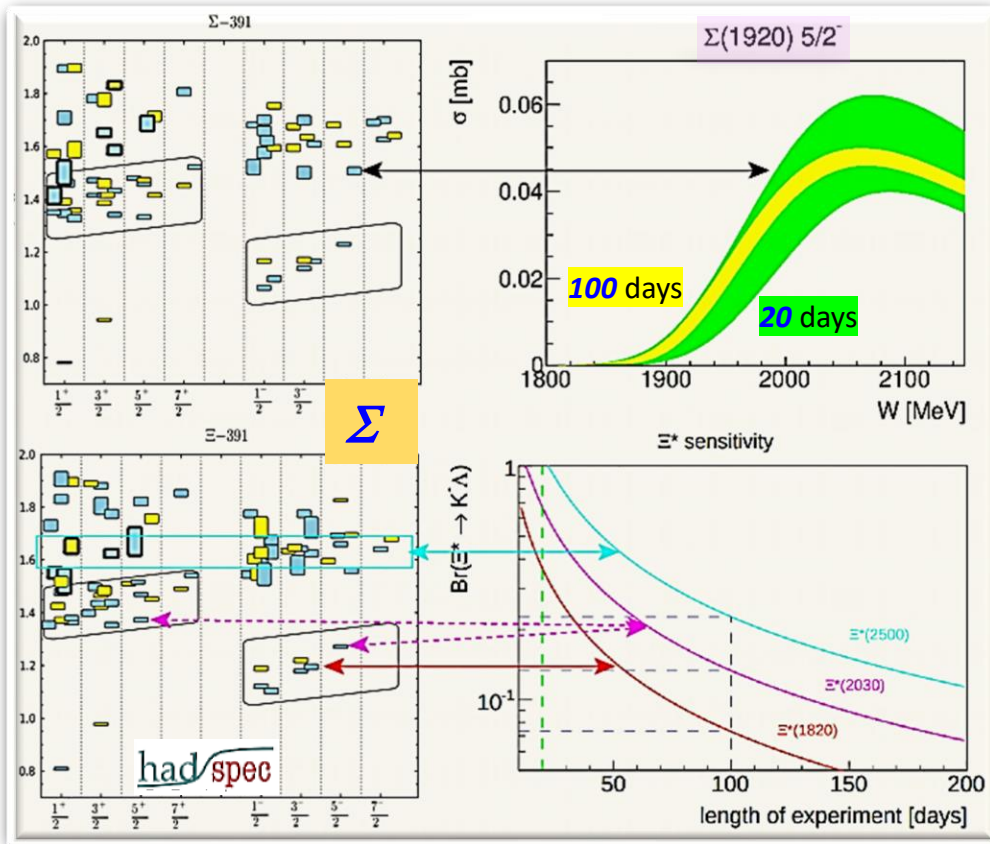 Σ-391
2.0
1.8
1.6
1.4
1.2
1.0
0.8
1/2⁺ 3/2⁺ 5/2⁺ 7/2⁺ 1/2⁻ 3/2⁻
Σ(1920) 5/2⁻
σ [mb]
0.06
0.04
0.02
0
100 days
20 days
1800 1900 2000 2100
W [MeV]
Σ
Ξ-391
2.0
1.8
1.6
1.4
1.2
1.0
0.8
had spec
1/2⁺ 3/2⁺ 5/2⁺ 7/2⁺ 1/2⁻ 3/2⁻ 5/2⁻ 7/2⁻
Ξ* sensitivity
Br(Ξ* → K⁻Λ)
1
10⁻¹
Ξ*(2500)
Ξ*(2030)
Ξ*(1820)
50 100 150 200
length of experiment [days]